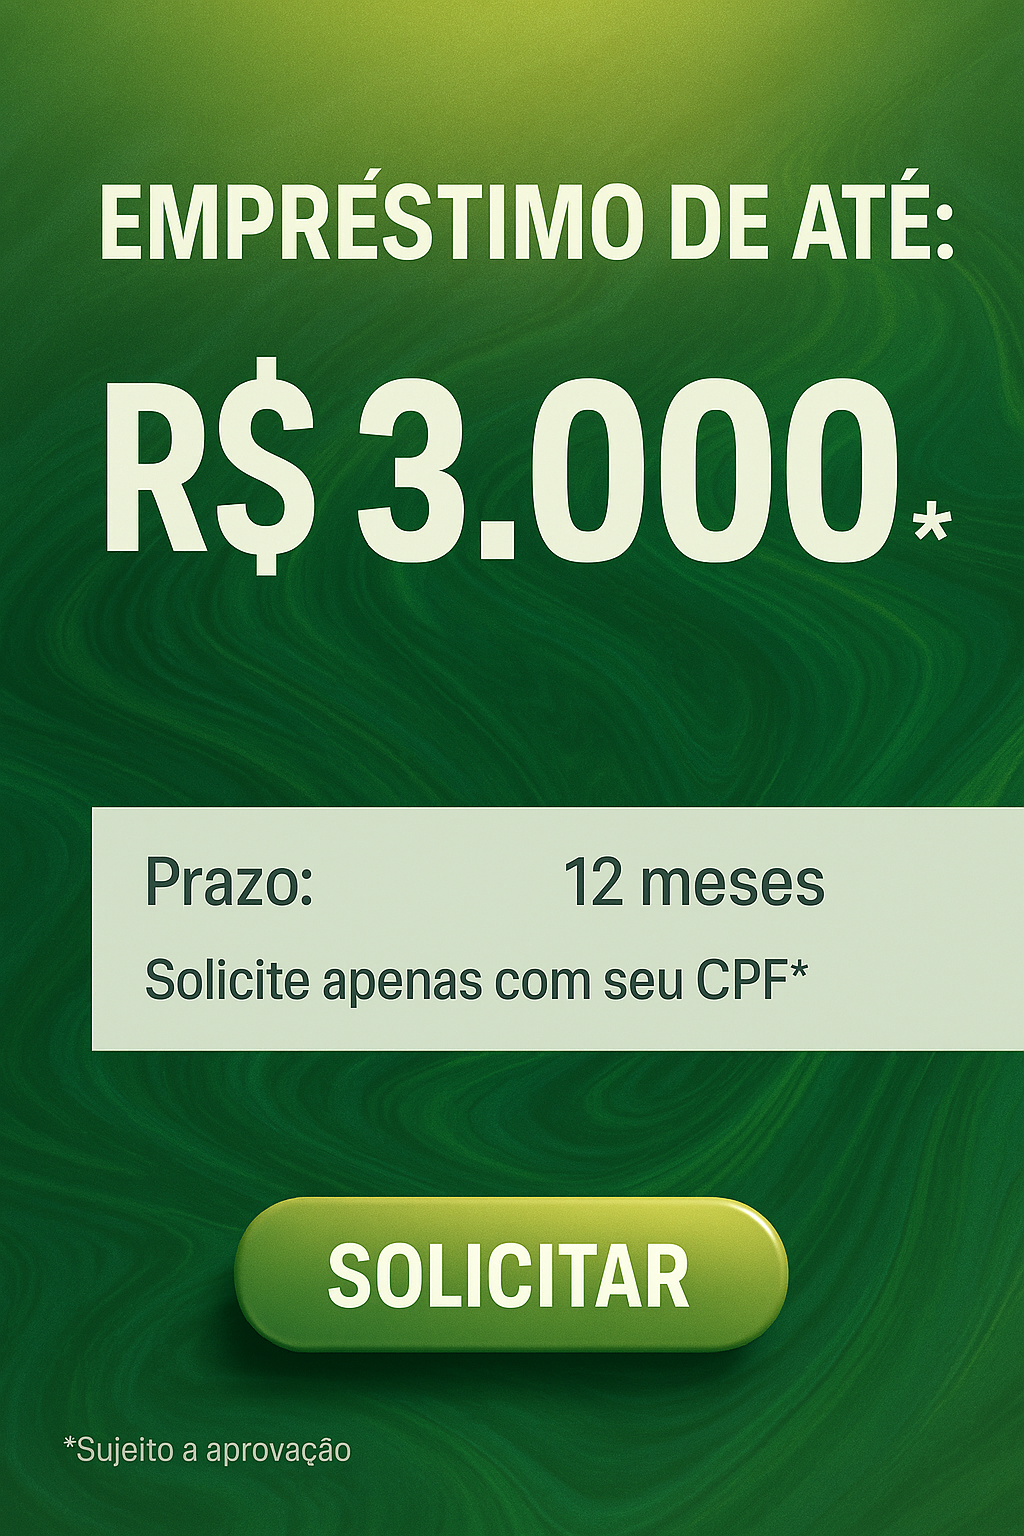 EMPRÉSTIMO DE ATÉ:
R$ 3.000*
Prazo: 12 meses
Solicite apenas com seu CPF*
SOLICITAR
*Sujeito a aprovação